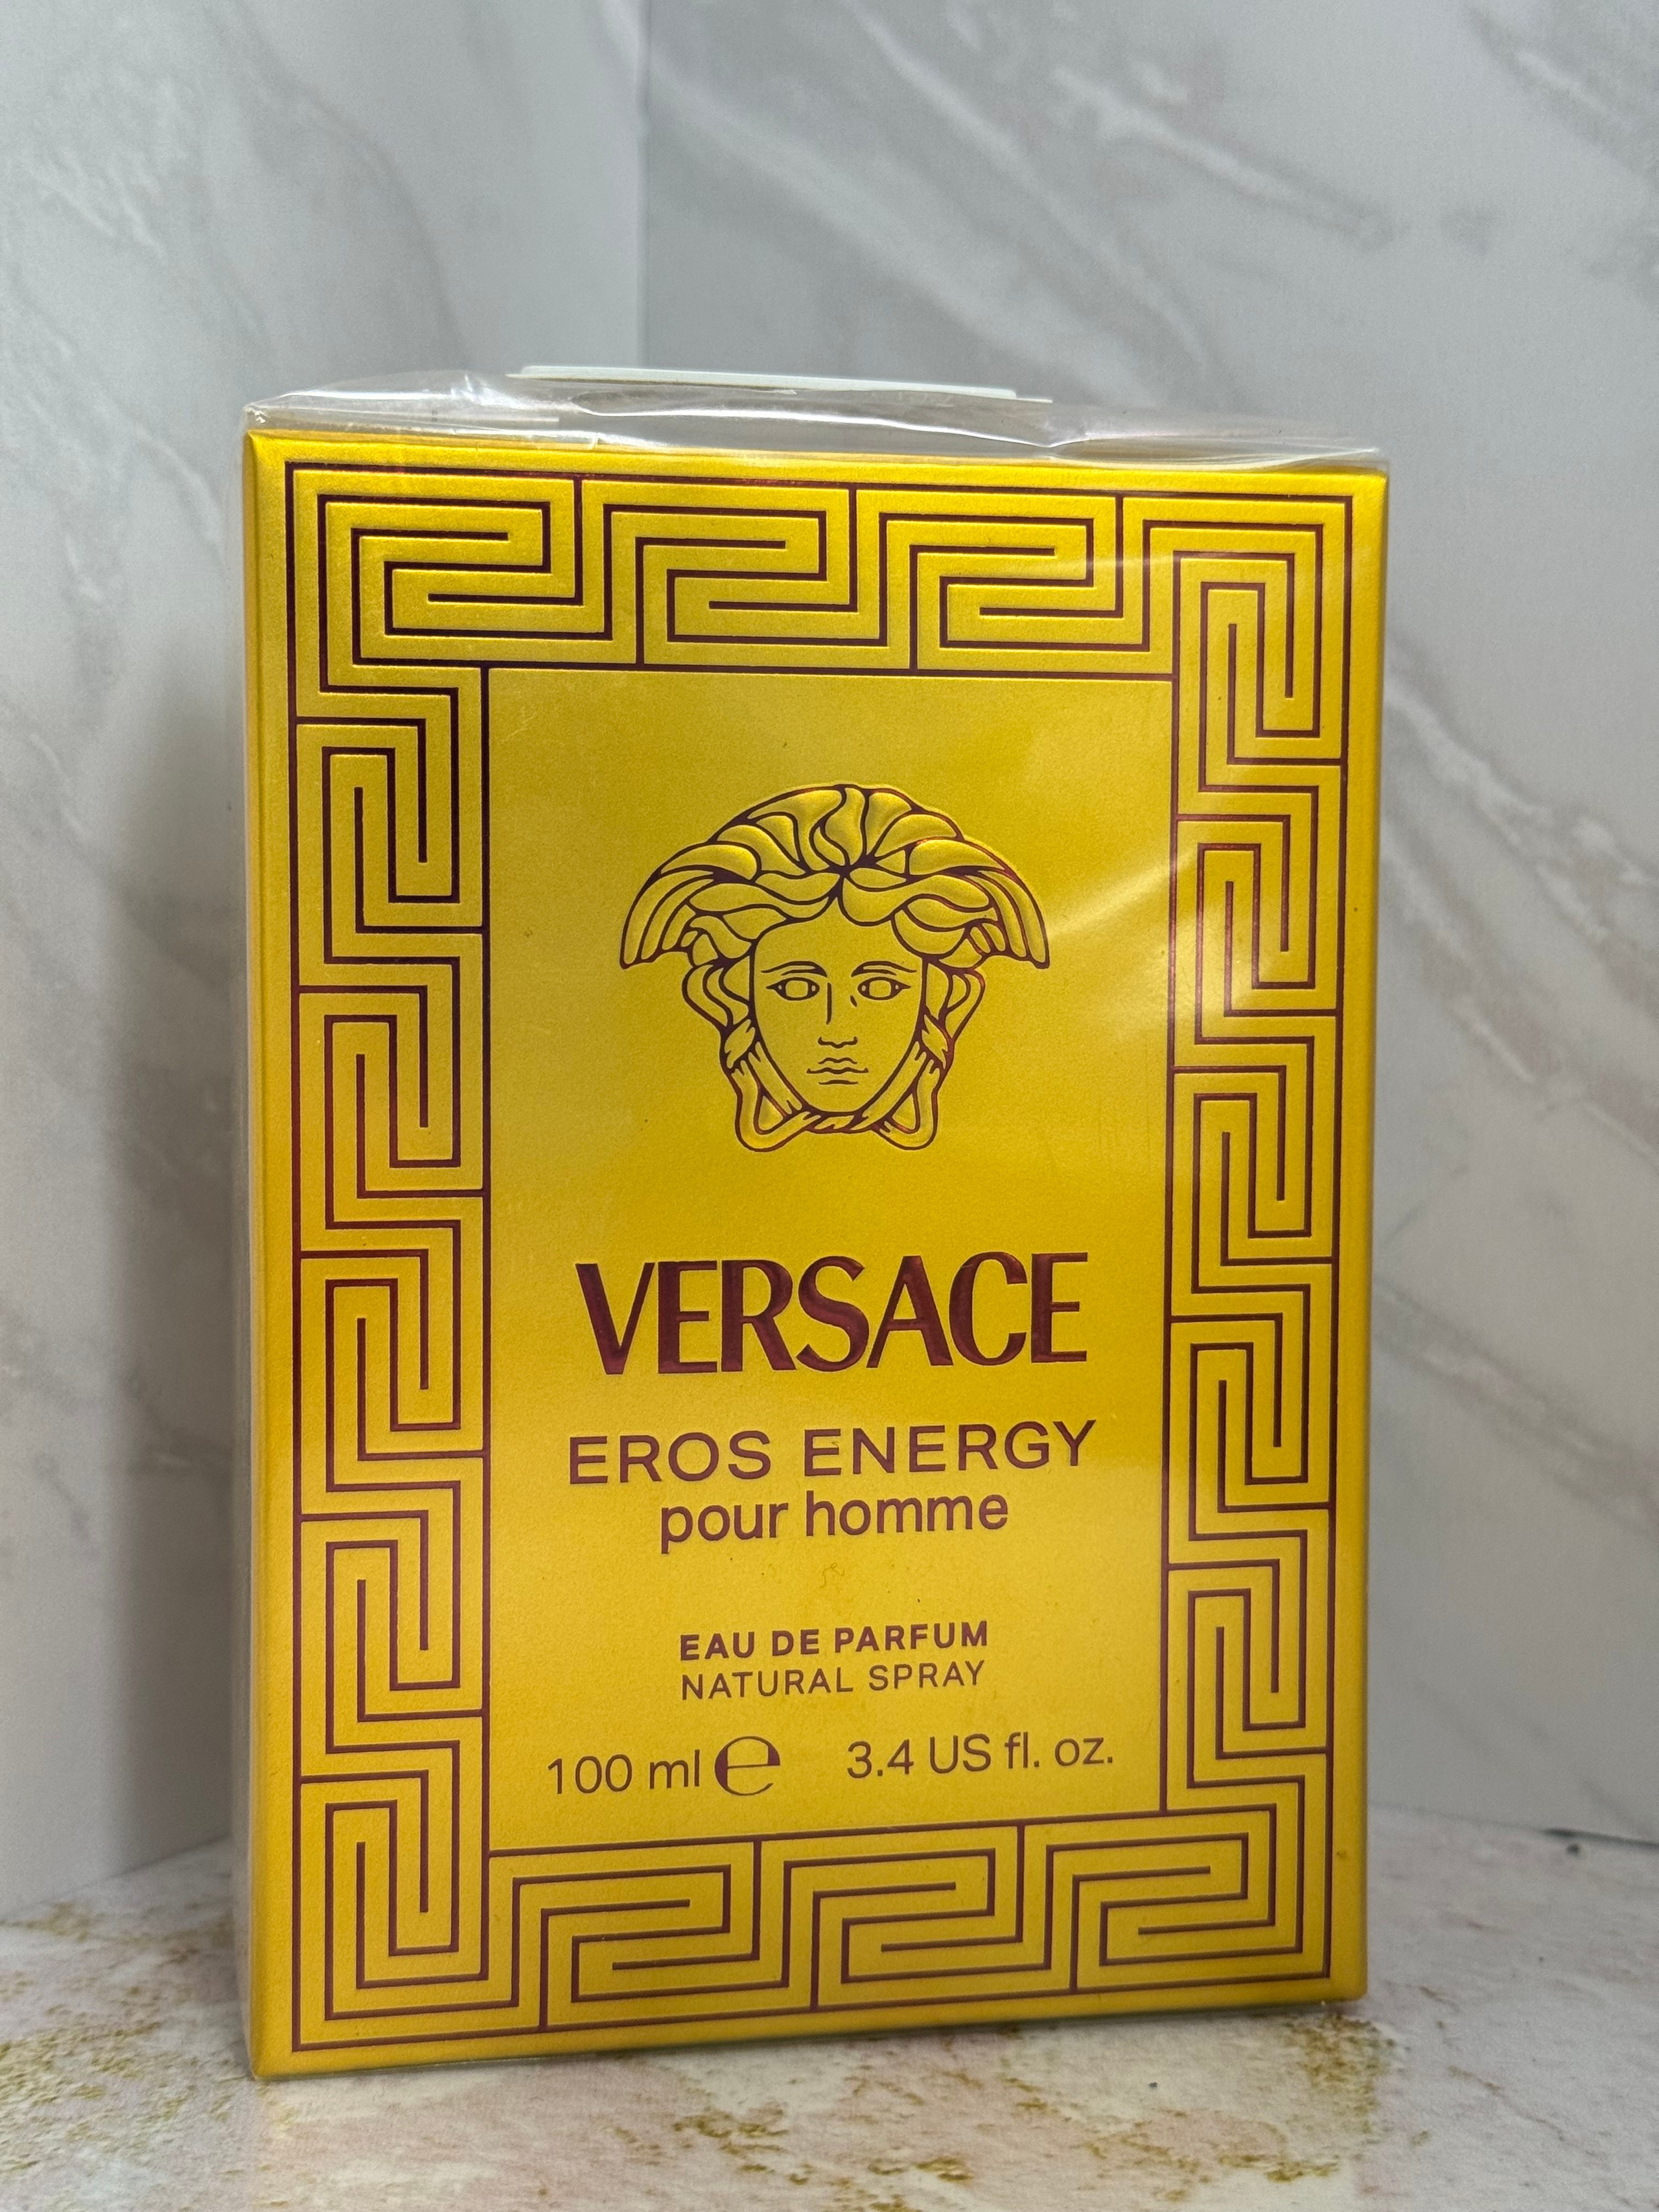 VERSACE
EROS ENERGY
pour homme
EAU DE PARFUM
NATURAL SPRAY
100 ml ℮ 3.4 US fl. oz.